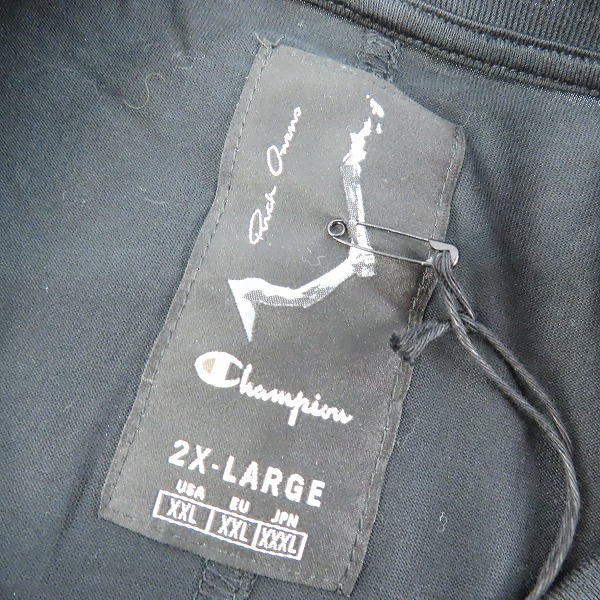 Rick Owens
Champion
2X-LARGE
USA EU JPN
XXL XXL XXXL